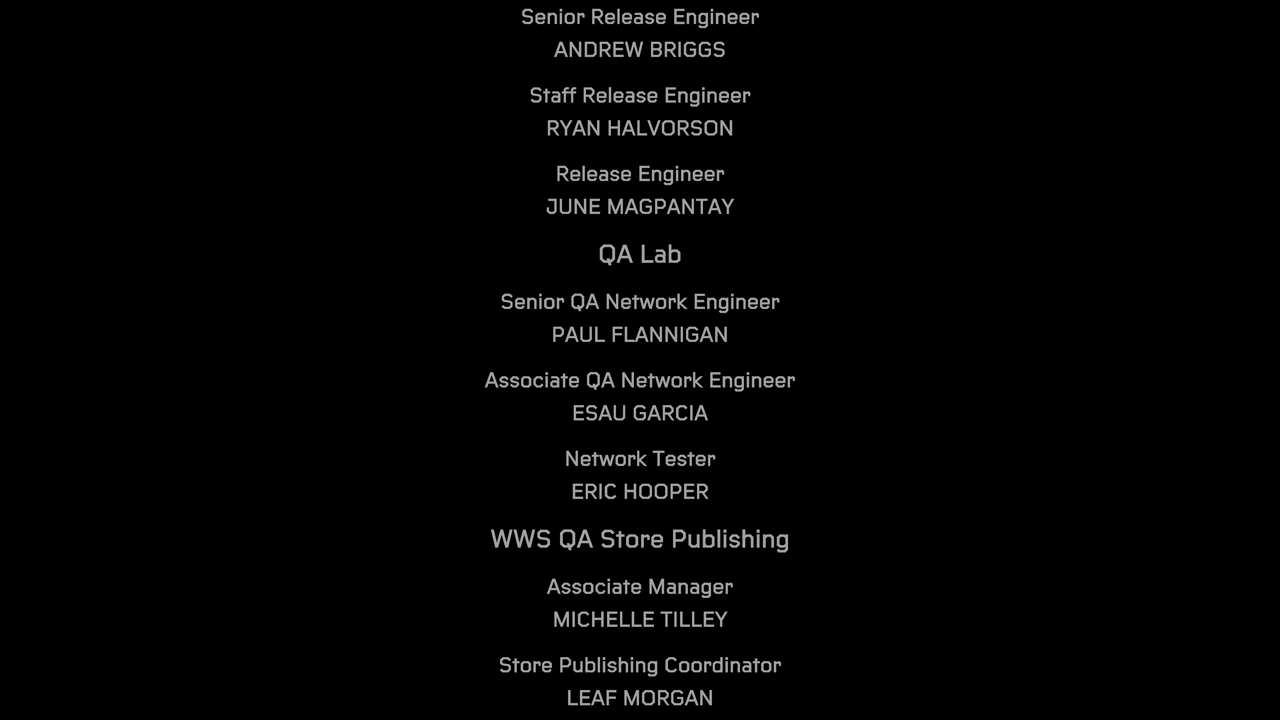 Senior Release Engineer
ANDREW BRIGGS
Staff Release Engineer
RYAN HALVORSON
Release Engineer
JUNE MAGPANTAY
QA Lab
Senior QA Network Engineer
PAUL FLANNIGAN
Associate QA Network Engineer
ESAU GARCIA
Network Tester
ERIC HOOPER
WWS QA Store Publishing
Associate Manager
MICHELLE TILLEY
Store Publishing Coordinator
LEAF MORGAN